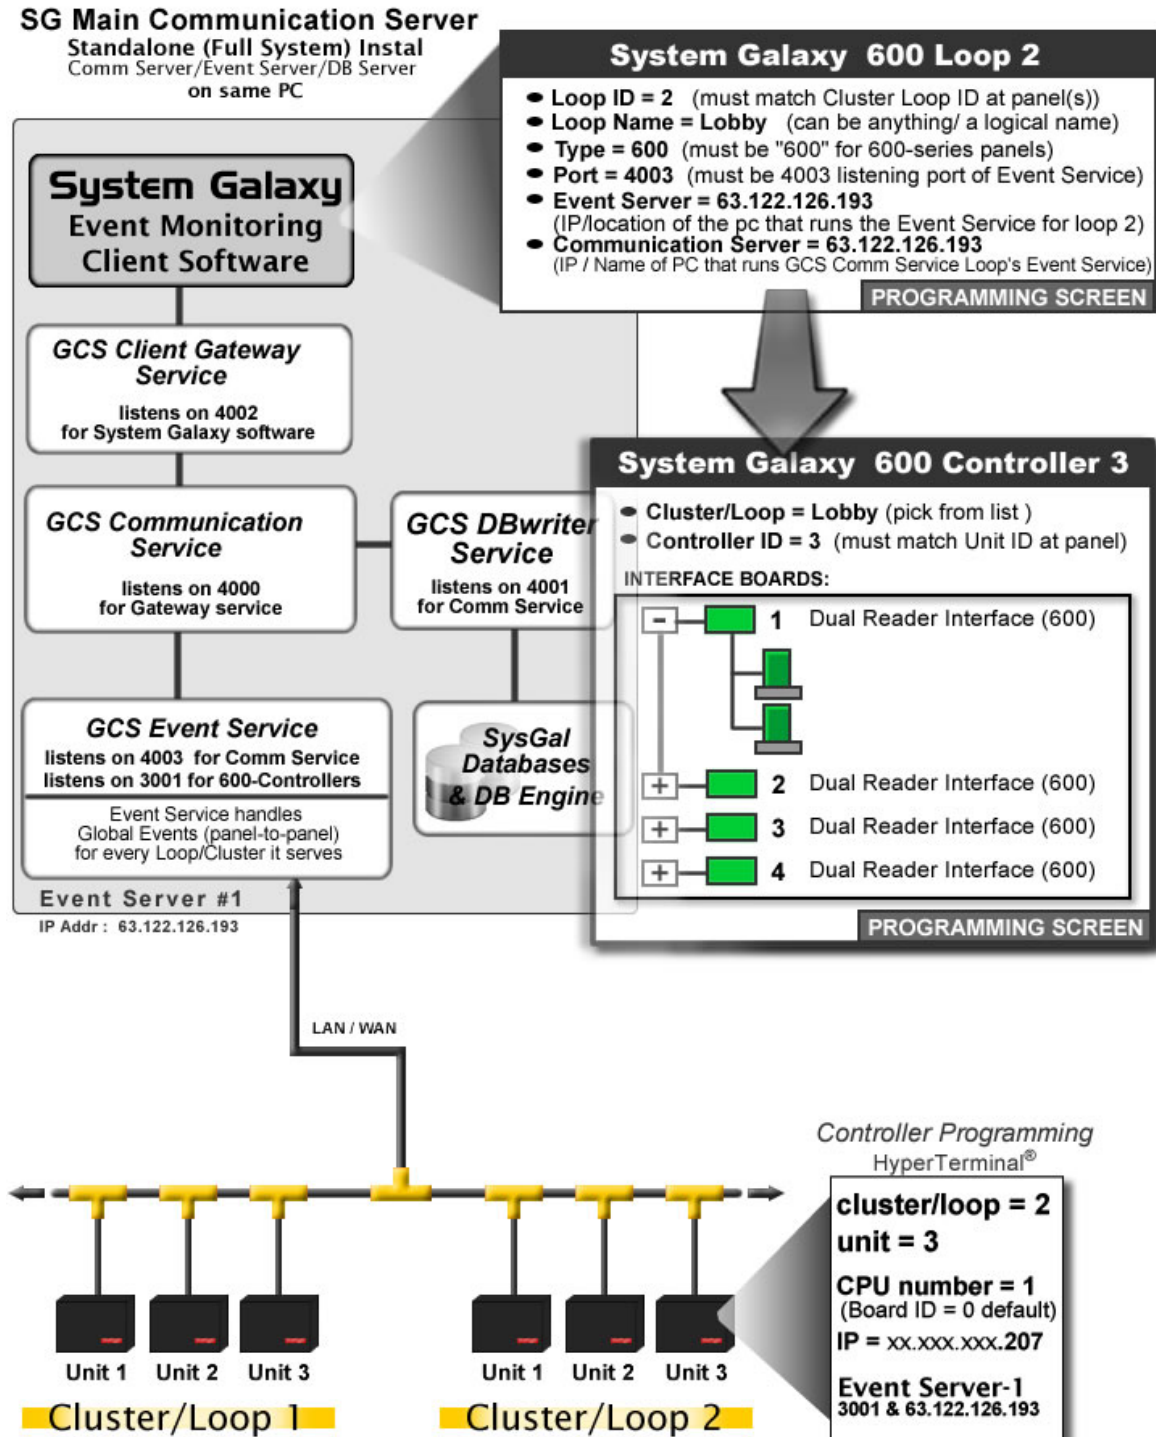 SG Main Communication Server
Standalone (Full System) Instal
Comm Server/Event Server/DB Server
on same PC
System Galaxy 600 Loop 2
Loop ID = 2 (must match Cluster Loop ID at panel(s))
Loop Name = Lobby (can be anything/ a logical name)
Type = 600 (must be "600" for 600-series panels)
Port = 4003 (must be 4003 listening port of Event Service)
Event Server = 63.122.126.193
(IP/location of the pc that runs the Event Service for loop 2)
Communication Server = 63.122.126.193
(IP / Name of PC that runs GCS Comm Service Loop's Event Service)
PROGRAMMING SCREEN
System Galaxy
Event Monitoring
Client Software
GCS Client Gateway
Service
listens on 4002
for System Galaxy software
GCS Communication
Service
listens on 4000
for Gateway service
GCS DBwriter
Service
listens on 4001
for Comm Service
GCS Event Service
listens on 4003 for Comm Service
listens on 3001 for 600-Controllers
Event Service handles
Global Events (panel-to-panel)
for every Loop/Cluster it serves
SysGal
Databases
& DB Engine
Event Server #1
IP Addr : 63.122.126.193
System Galaxy 600 Controller 3
Cluster/Loop = Lobby (pick from list )
Controller ID = 3 (must match Unit ID at panel)
INTERFACE BOARDS:
- 1 Dual Reader Interface (600)
+ 2 Dual Reader Interface (600)
+ 3 Dual Reader Interface (600)
+ 4 Dual Reader Interface (600)
PROGRAMMING SCREEN
LAN / WAN
Unit 1 Unit 2 Unit 3
Cluster/Loop 1
Unit 1 Unit 2 Unit 3
Cluster/Loop 2
Controller Programming
HyperTerminal®
cluster/loop = 2
unit = 3
CPU number = 1
(Board ID = 0 default)
IP = xx.xxx.xxx.207
Event Server-1
3001 & 63.122.126.193